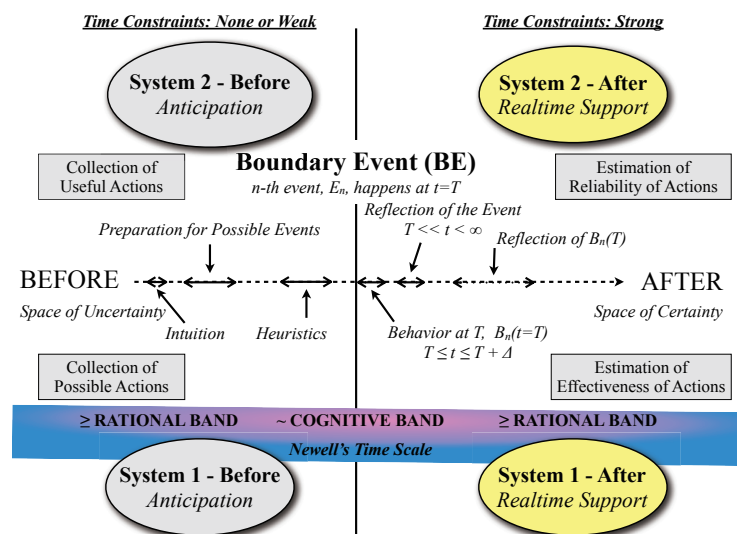 Time Constraints: None or Weak
Time Constraints: Strong
System 2 - Before
Anticipation
System 2 - After
Realtime Support
Collection of
Useful Actions
Boundary Event (BE)
n-th event, Eₙ, happens at t=T
Estimation of
Reliability of Actions
Reflection of the Event
T << t < ∞
Preparation for Possible Events
Reflection of Bₙ(T)
BEFORE
AFTER
Space of Uncertainty
Space of Certainty
Intuition
Heuristics
Behavior at T, Bₙ(t=T)
T ≤ t ≤ T + Δ
Collection of
Possible Actions
Estimation of
Effectiveness of Actions
≥ RATIONAL BAND
~ COGNITIVE BAND
≥ RATIONAL BAND
Newell's Time Scale
System 1 - Before
Anticipation
System 1 - After
Realtime Support